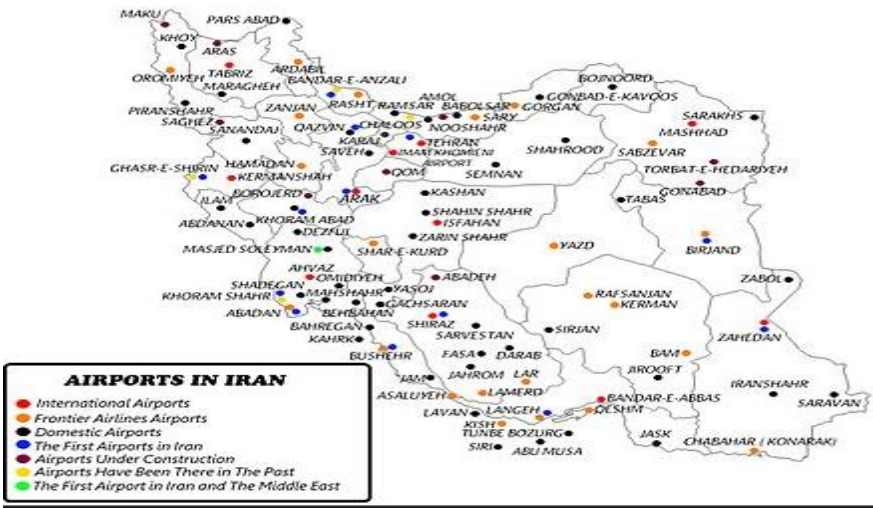 MAKU
PARS ABAD
KHOY
ARAS
TABRIZ
ARDABIL
OROMIYEH
MARAGHEH
BANDAR-E-ANZALI
BOJNOORD
PIRANSHAHR
ZANJAN
RASHT
RAMSAR
AMOL
BABOLSAR
GORGAN
GONBAD-E-KAVOOS
SAGHEZ
SANANDAJ
QAZVIN
CHALOOS
NOOSHAHR
SARY
SARAKHS
MASHHAD
KARAJ
TEHRAN
SAVEH
IMAM KHOMIENI
AIRPORT
SHAHROOD
SABZEVAR
GHASR-E-SHIRIN
HAMADAN
KERMANSHAH
QOM
SEMNAN
TORBAT-E-HEDARIYEH
GONABAD
ILAM
BOROJERD
ARAK
KASHAN
TABAS
ABDANAN
KHORAM ABAD
SHAHIN SHAHR
ISFAHAN
DEZFUL
ZARIN SHAHR
MASJED SOLEYMAN
SHAR-E-KURD
YAZD
BIRJAND
AHVAZ
OMIDIYEH
ABADEH
ZABOL
SHADEGAN
KHORAM SHAHR
MAHSHAHR
YASOJ
GACHSARAN
RAFSANJAN
KERMAN
ABADAN
BEHBAHAN
SHIRAZ
SARVESTAN
SIRJAN
ZAHEDAN
BAHREGAN
KAHRK
BUSHEHR
FASA
DARAB
BAM
JIROOFT
JAM
JAHROM
LAR
IRANSHAHR
SARAVAN
ASALUYEH
LAMERD
BANDAR-E-ABBAS
LAVAN
LANGEH
QESHM
KISH
TUNBE BOZURG
SIRI
ABU MUSA
JASK
CHABAHAR ( KONARAK)
AIRPORTS IN IRAN
International Airports
Frontier Airlines Airports
Domestic Airports
The First Airports in Iran
Airports Under Construction
Airports Have Been There in The Past
The First Airport in Iran and The Middle East